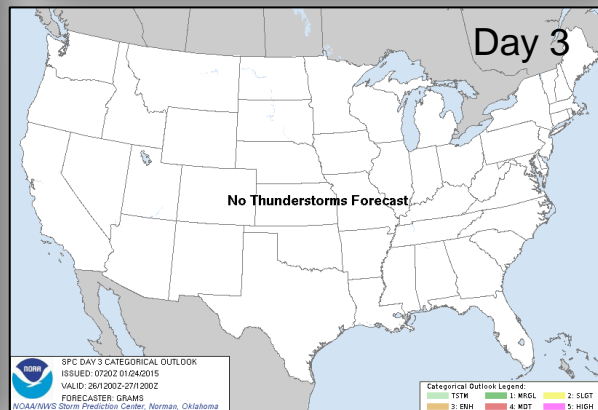 Day 3
No Thunderstorms Forecast
NOAA
SPC DAY 3 CATEGORICAL OUTLOOK
ISSUED: 0720Z 01/24/2015
VALID: 26/1200Z-27/1200Z
FORECASTER: GRAMS
NOAA/NWS Storm Prediction Center, Norman, Oklahoma
Categorical Outlook Legend:
TSTM 1: MRGL 2: SLGT
3: ENH 4: MDT 5: HIGH